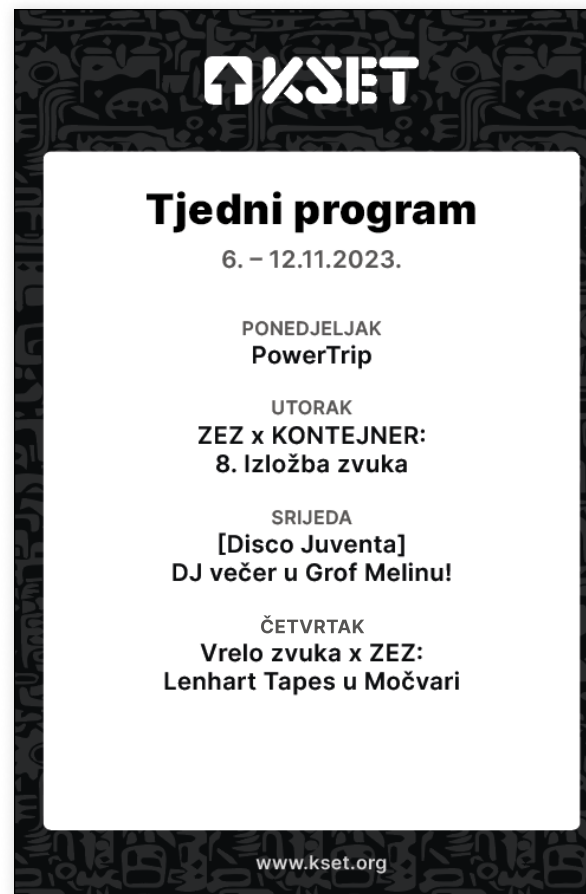 KSET
Tjedni program
6. – 12.11.2023.
PONEDJELJAK
PowerTrip
UTORAK
ZEZ x KONTEJNER:
8. Izložba zvuka
SRIJEDA
[Disco Juventa]
DJ večer u Grof Melinu!
ČETVRTAK
Vrelo zvuka x ZEZ:
Lenhart Tapes u Močvari
www.kset.org